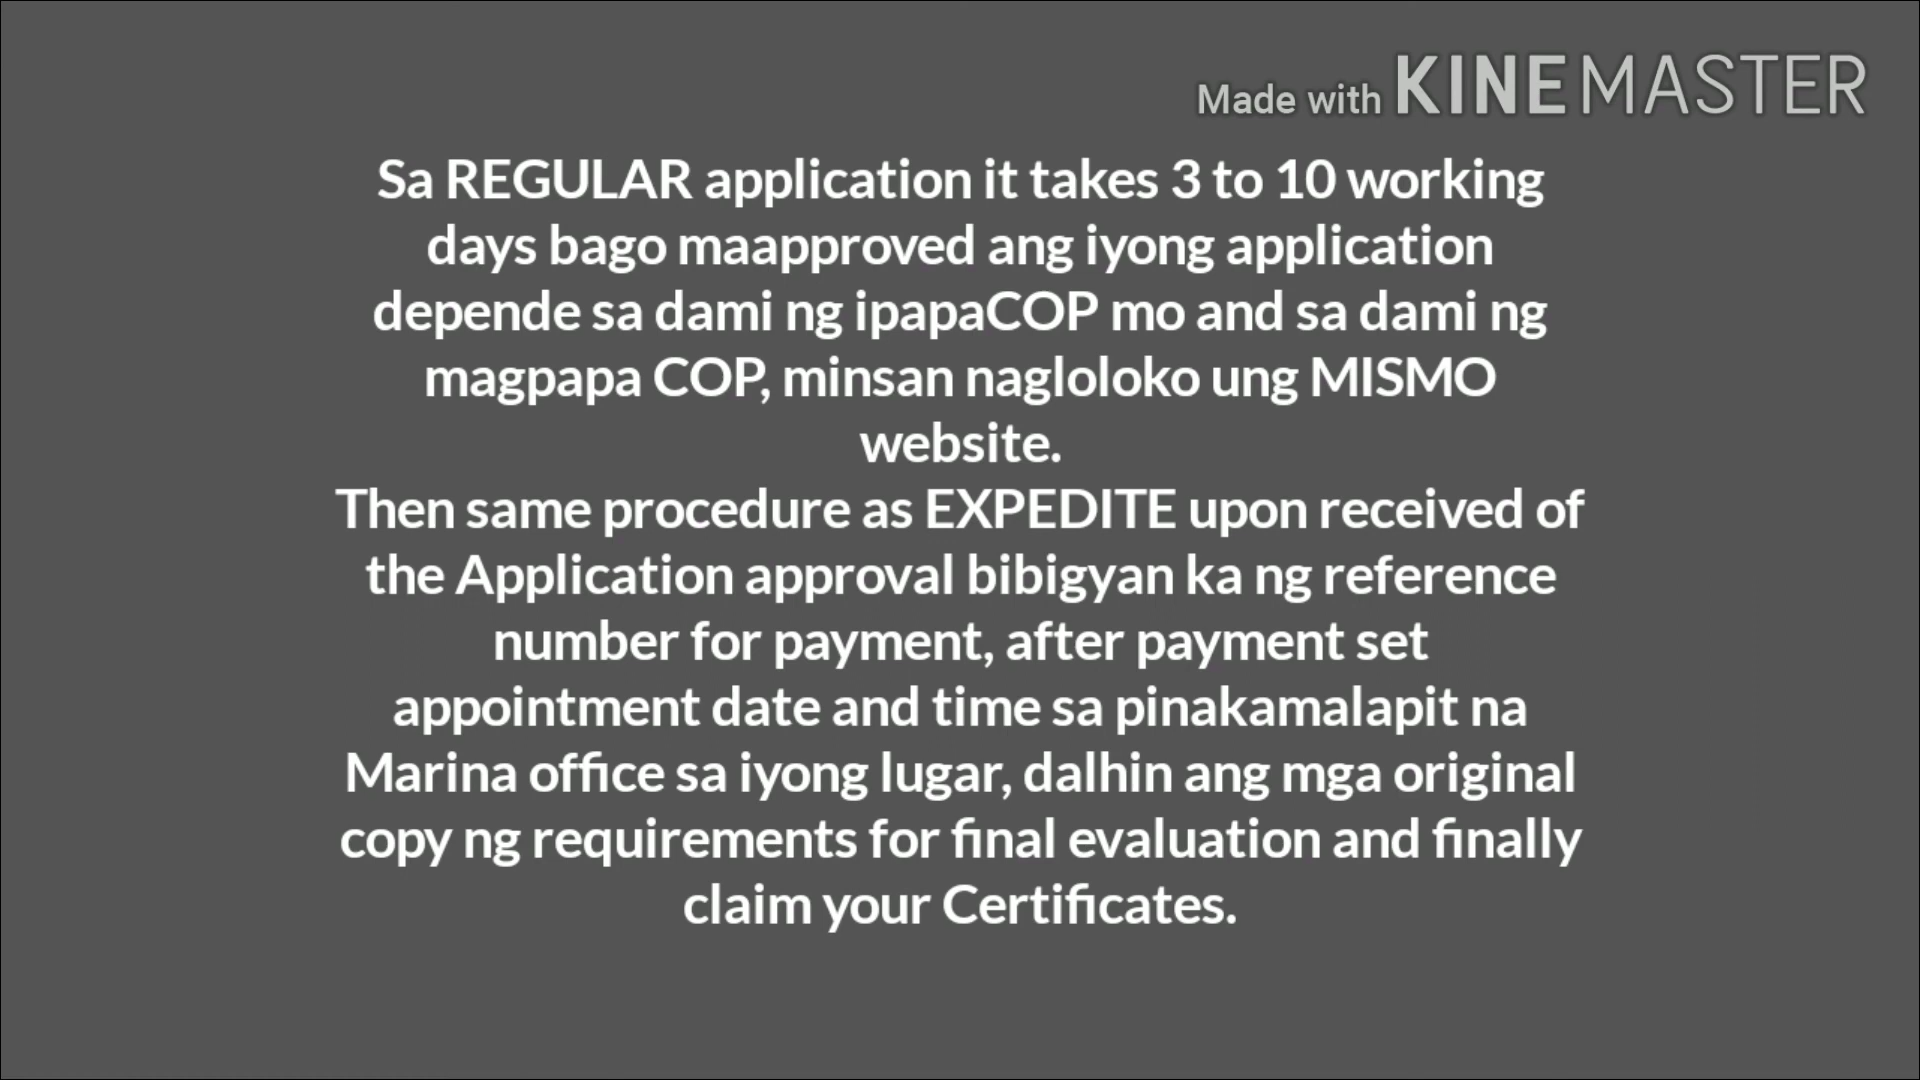 Made with KINEMASTER
Sa REGULAR application it takes 3 to 10 working
days bago maapproved ang iyong application
depende sa dami ng ipapaCOP mo and sa dami ng
magpapa COP, minsan nagloloko ung MISMO
website.
Then same procedure as EXPEDITE upon received of
the Application approval bibigyan ka ng reference
number for payment, after payment set
appointment date and time sa pinakamalapit na
Marina office sa iyong lugar, dalhin ang mga original
copy ng requirements for final evaluation and finally
claim your Certificates.